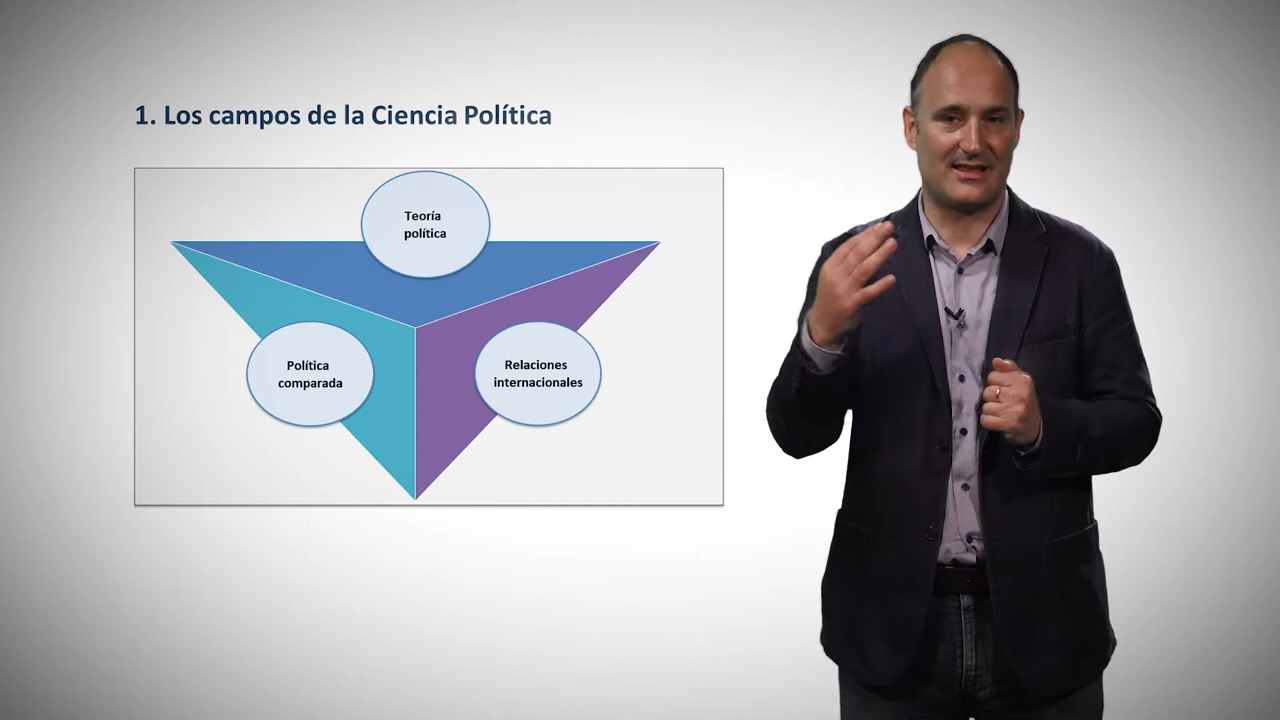 1. Los campos de la Ciencia Política
Teoría
política
Política
comparada
Relaciones
internacionales